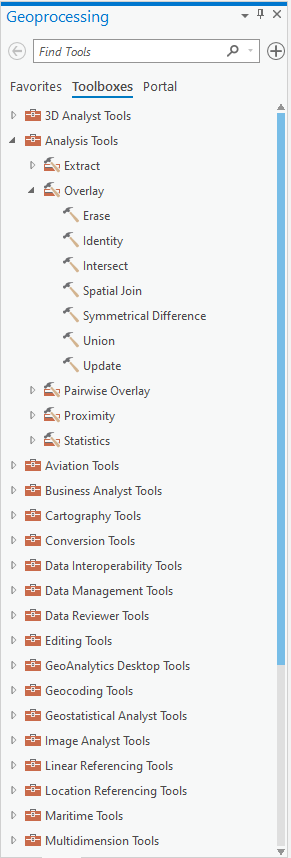 Geoprocessing
Find Tools
Favorites Toolboxes Portal
3D Analyst Tools
Analysis Tools
Extract
Overlay
Erase
Identity
Intersect
Spatial Join
Symmetrical Difference
Union
Update
Pairwise Overlay
Proximity
Statistics
Aviation Tools
Business Analyst Tools
Cartography Tools
Conversion Tools
Data Interoperability Tools
Data Management Tools
Data Reviewer Tools
Editing Tools
GeoAnalytics Desktop Tools
Geocoding Tools
Geostatistical Analyst Tools
Image Analyst Tools
Linear Referencing Tools
Location Referencing Tools
Maritime Tools
Multidimension Tools